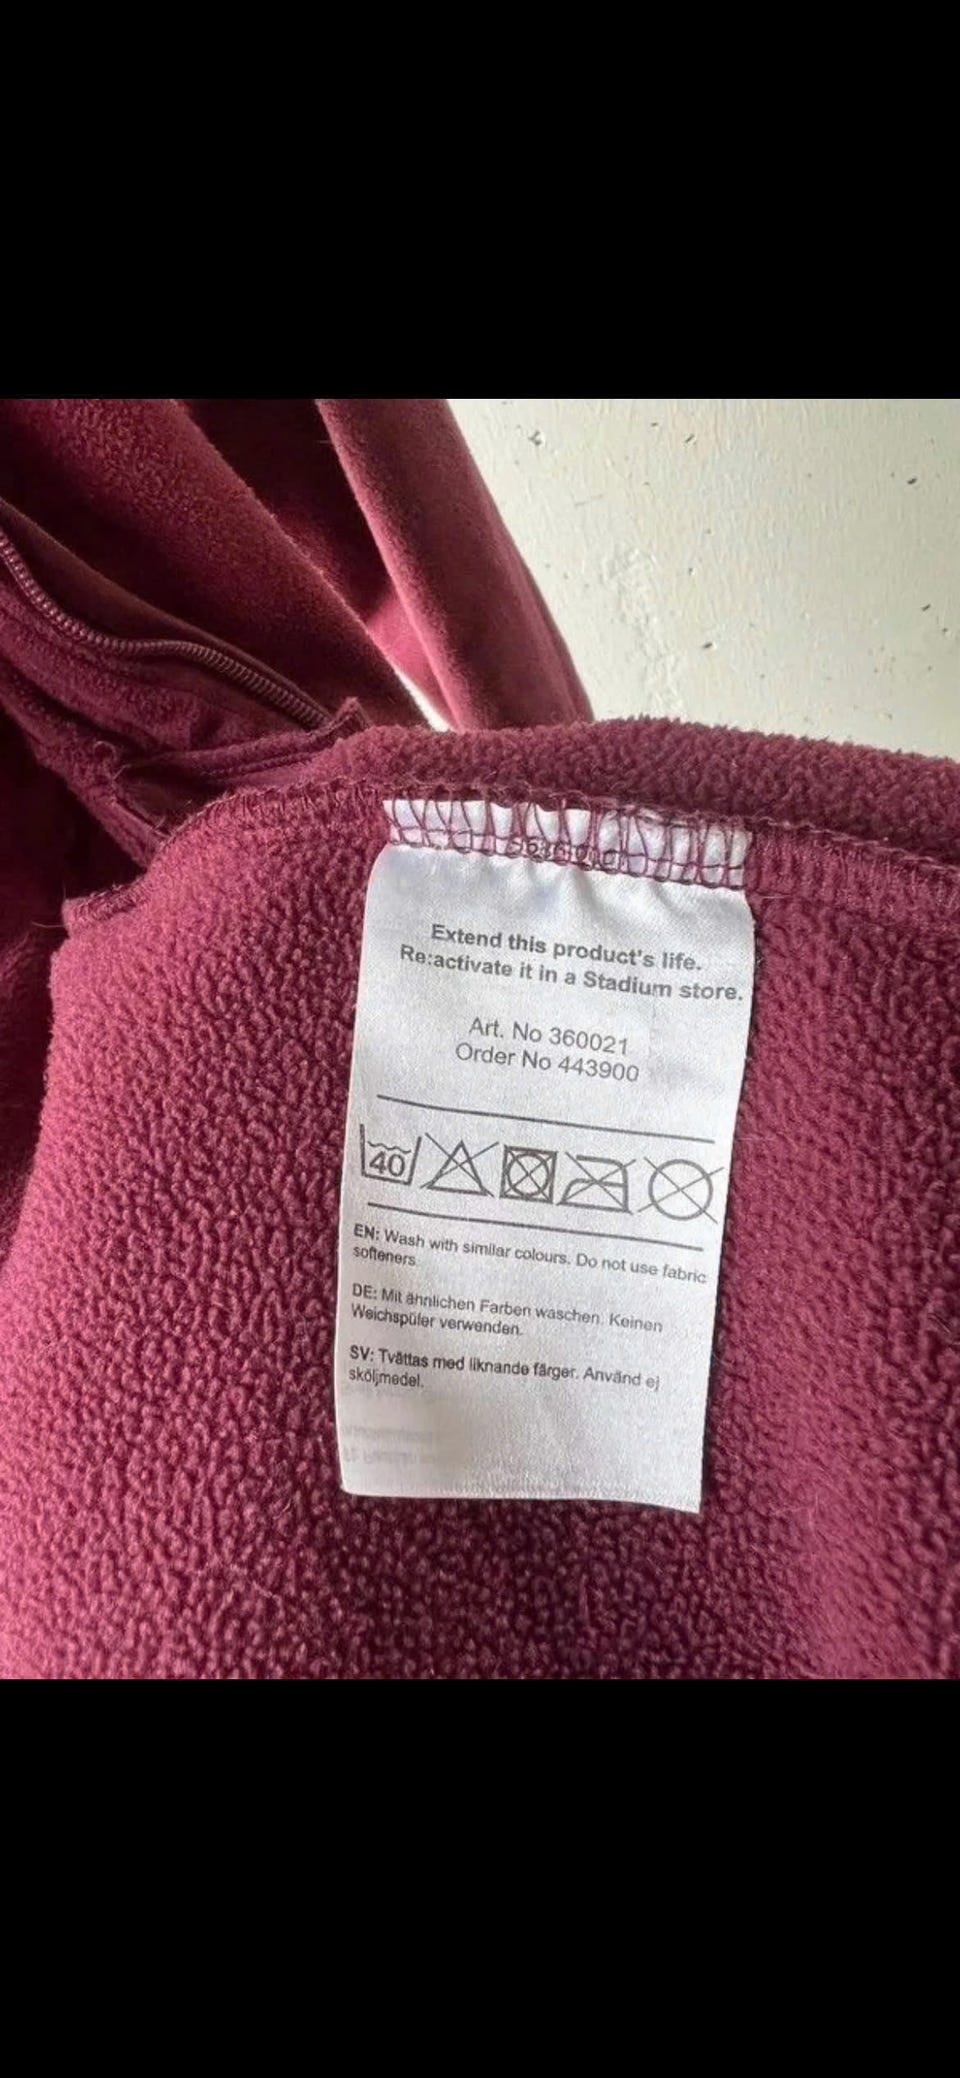 Extend this product's life.
Re:activate it in a Stadium store.
Art. No 360021
Order No 443900
40
EN: Wash with similar colours. Do not use fabric
softeners
DE: Mit ähnlichen Farben waschen. Keinen
Weichspüler verwenden.
SV: Tvättas med liknande färger. Använd ej
sköljmedel.